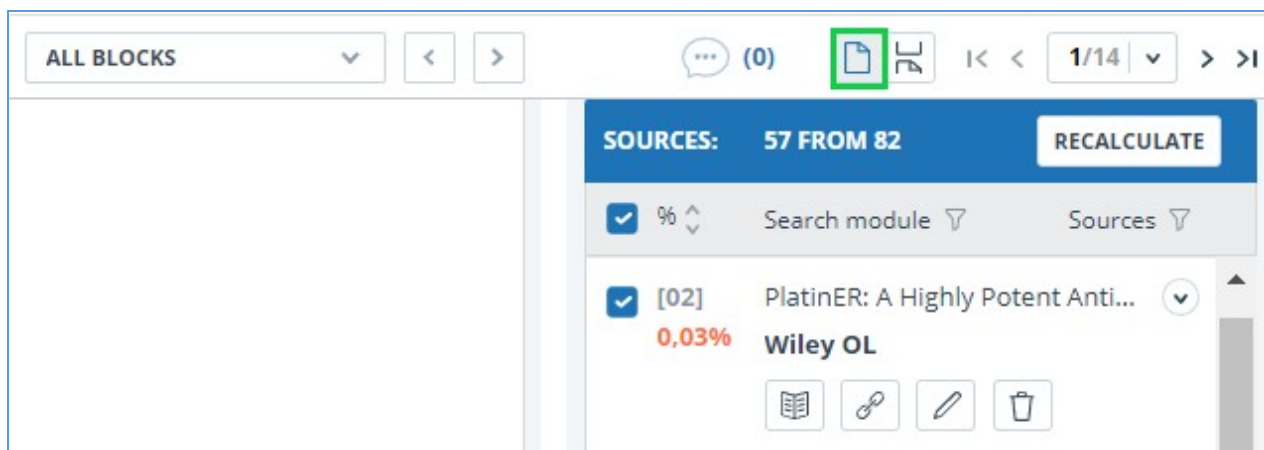 ALL BLOCKS (0) 1/14
SOURCES: 57 FROM 82 RECALCULATE
% Search module Sources
[02] PlatinER: A Highly Potent Anti...
0,03% Wiley OL